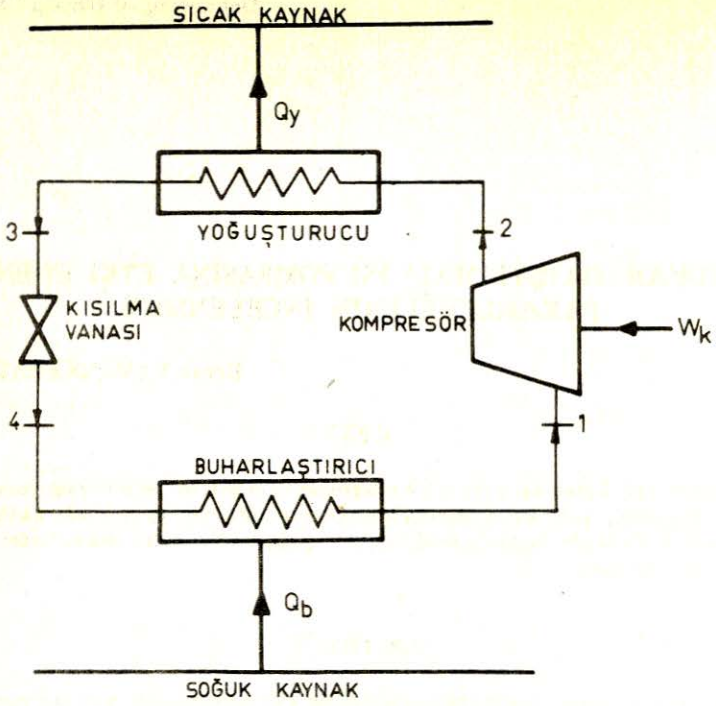 SICAK KAYNAK
Qy
YOĞUŞTURUCU
3
2
KISILMA
VANASI
KOMPRESÖR
Wk
4
1
BUHARLAŞTIRICI
Qb
SOĞUK KAYNAK